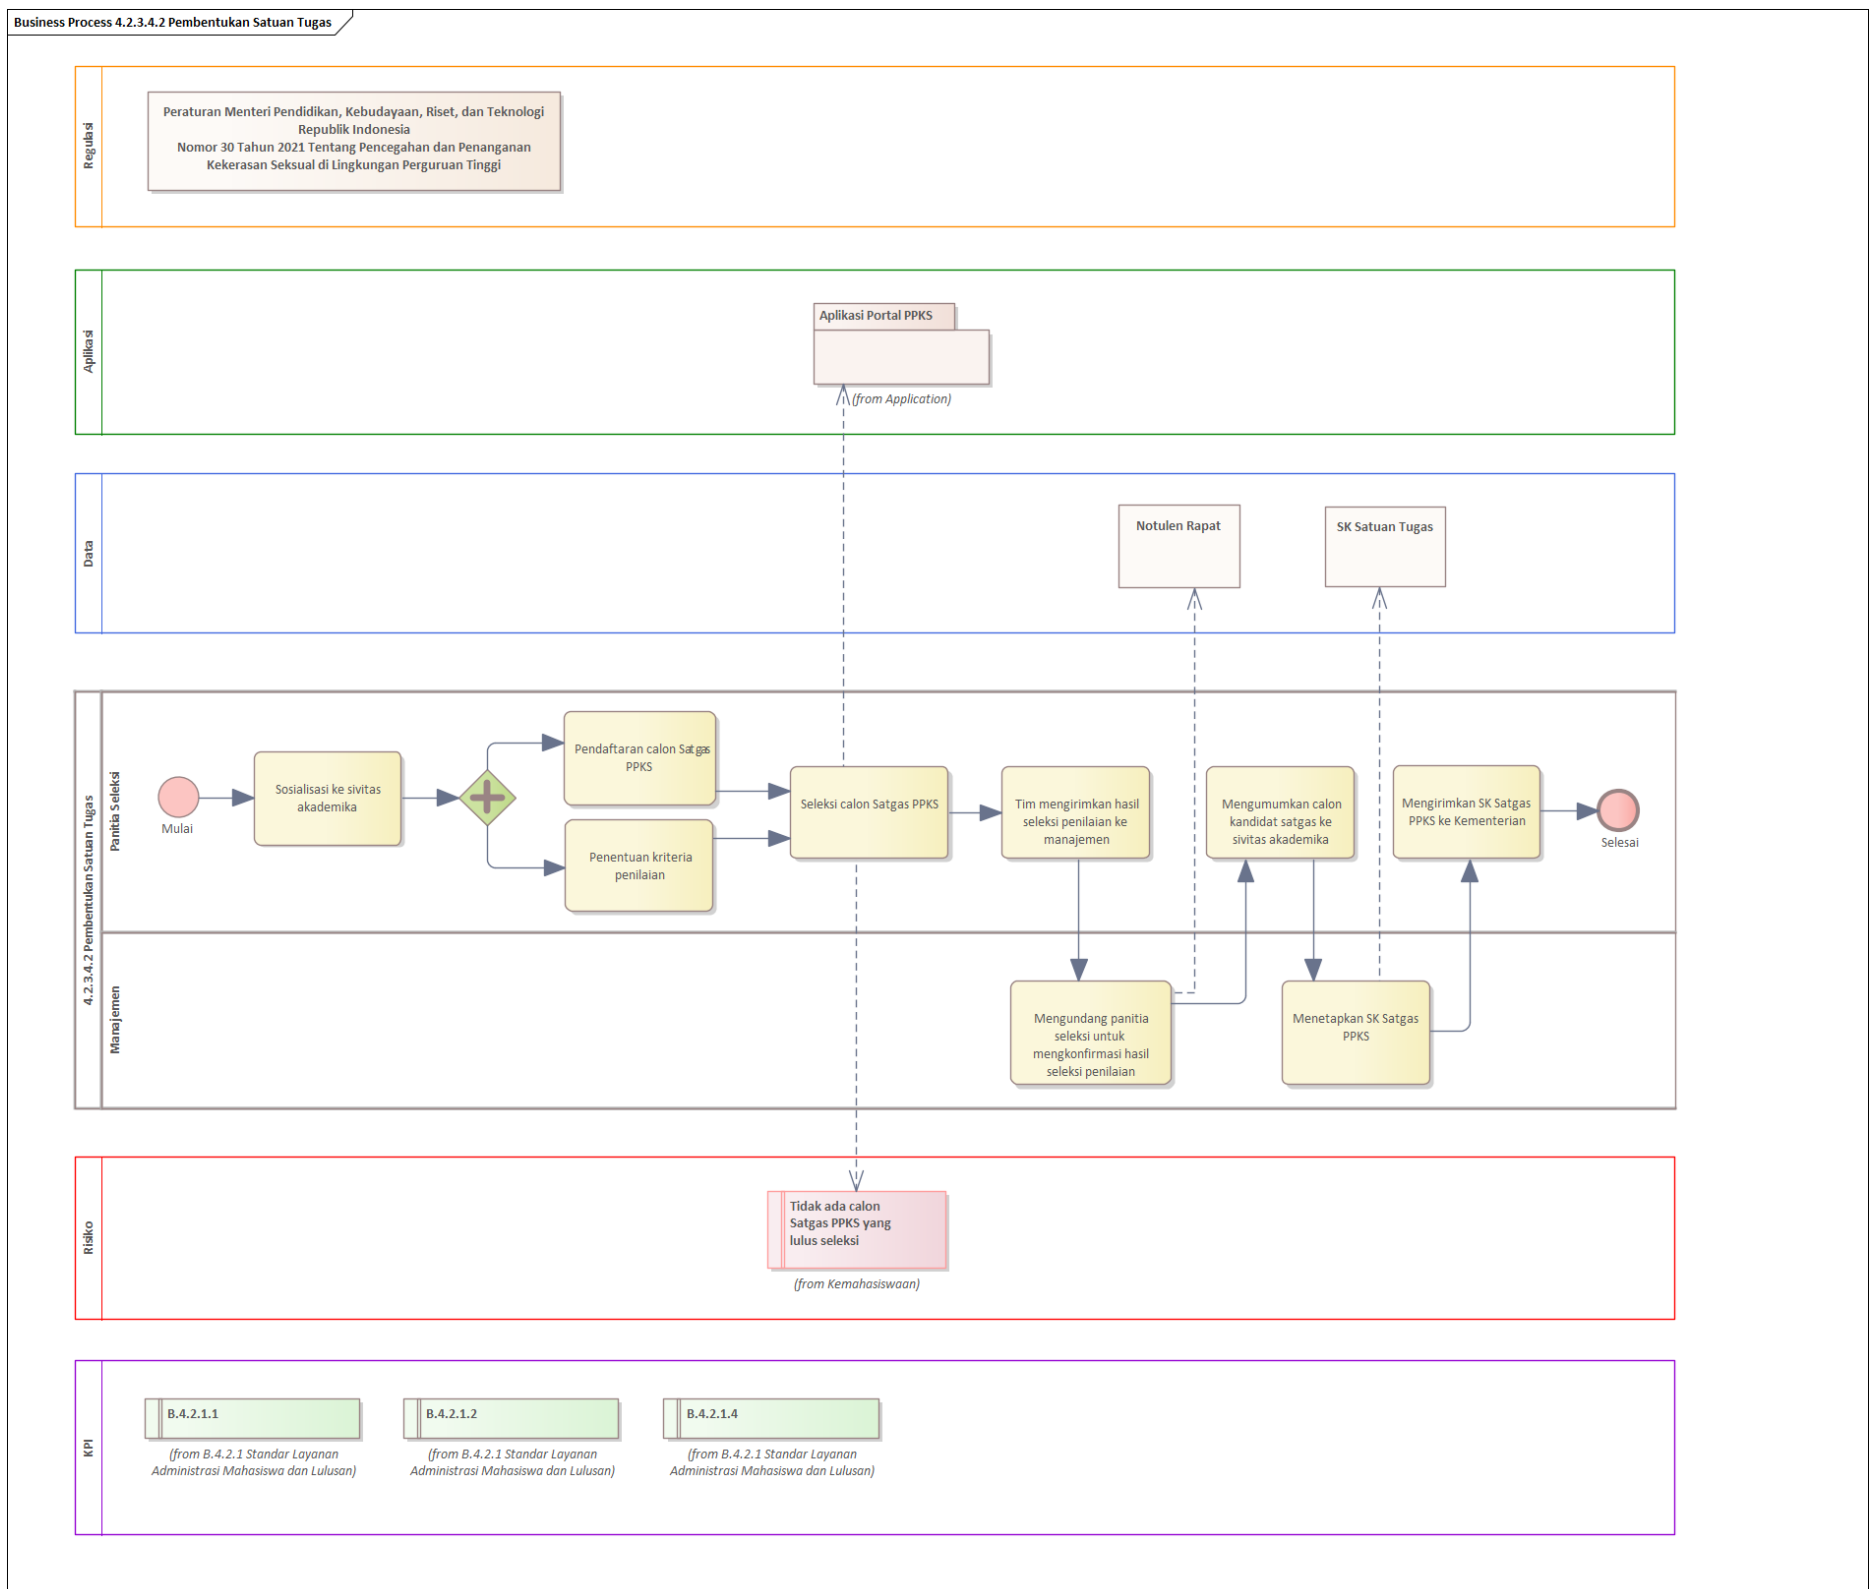 Business Process 4.2.3.4.2 Pembentukan Satuan Tugas
Regulasi
Peraturan Menteri Pendidikan, Kebudayaan, Riset, dan Teknologi
Republik Indonesia
Nomor 30 Tahun 2021 Tentang Pencegahan dan Penanganan
Kekerasan Seksual di Lingkungan Perguruan Tinggi
Aplikasi
Aplikasi Portal PPKS
(from Application)
Data
Notulen Rapat
SK Satuan Tugas
4.2.3.4.2 Pembentukan Satuan Tugas
Panitia Seleksi
Mulai
Sosialisasi ke sivitas
akademika
Pendaftaran calon Satgas
PPKS
Penentuan kriteria
penilaian
Seleksi calon Satgas PPKS
Tim mengirimkan hasil
seleksi penilaian ke
manajemen
Mengumumkan calon
kandidat satgas ke
sivitas akademika
Mengirimkan SK Satgas
PPKS ke Kementerian
Selesai
Manajemen
Mengundang panitia
seleksi untuk
mengkonfirmasi hasil
seleksi penilaian
Menetapkan SK Satgas
PPKS
Risiko
Tidak ada calon
Satgas PPKS yang
lulus seleksi
(from Kemahasiswaan)
KPI
B.4.2.1.1
(from B.4.2.1 Standar Layanan
Administrasi Mahasiswa dan Lulusan)
B.4.2.1.2
(from B.4.2.1 Standar Layanan
Administrasi Mahasiswa dan Lulusan)
B.4.2.1.4
(from B.4.2.1 Standar Layanan
Administrasi Mahasiswa dan Lulusan)